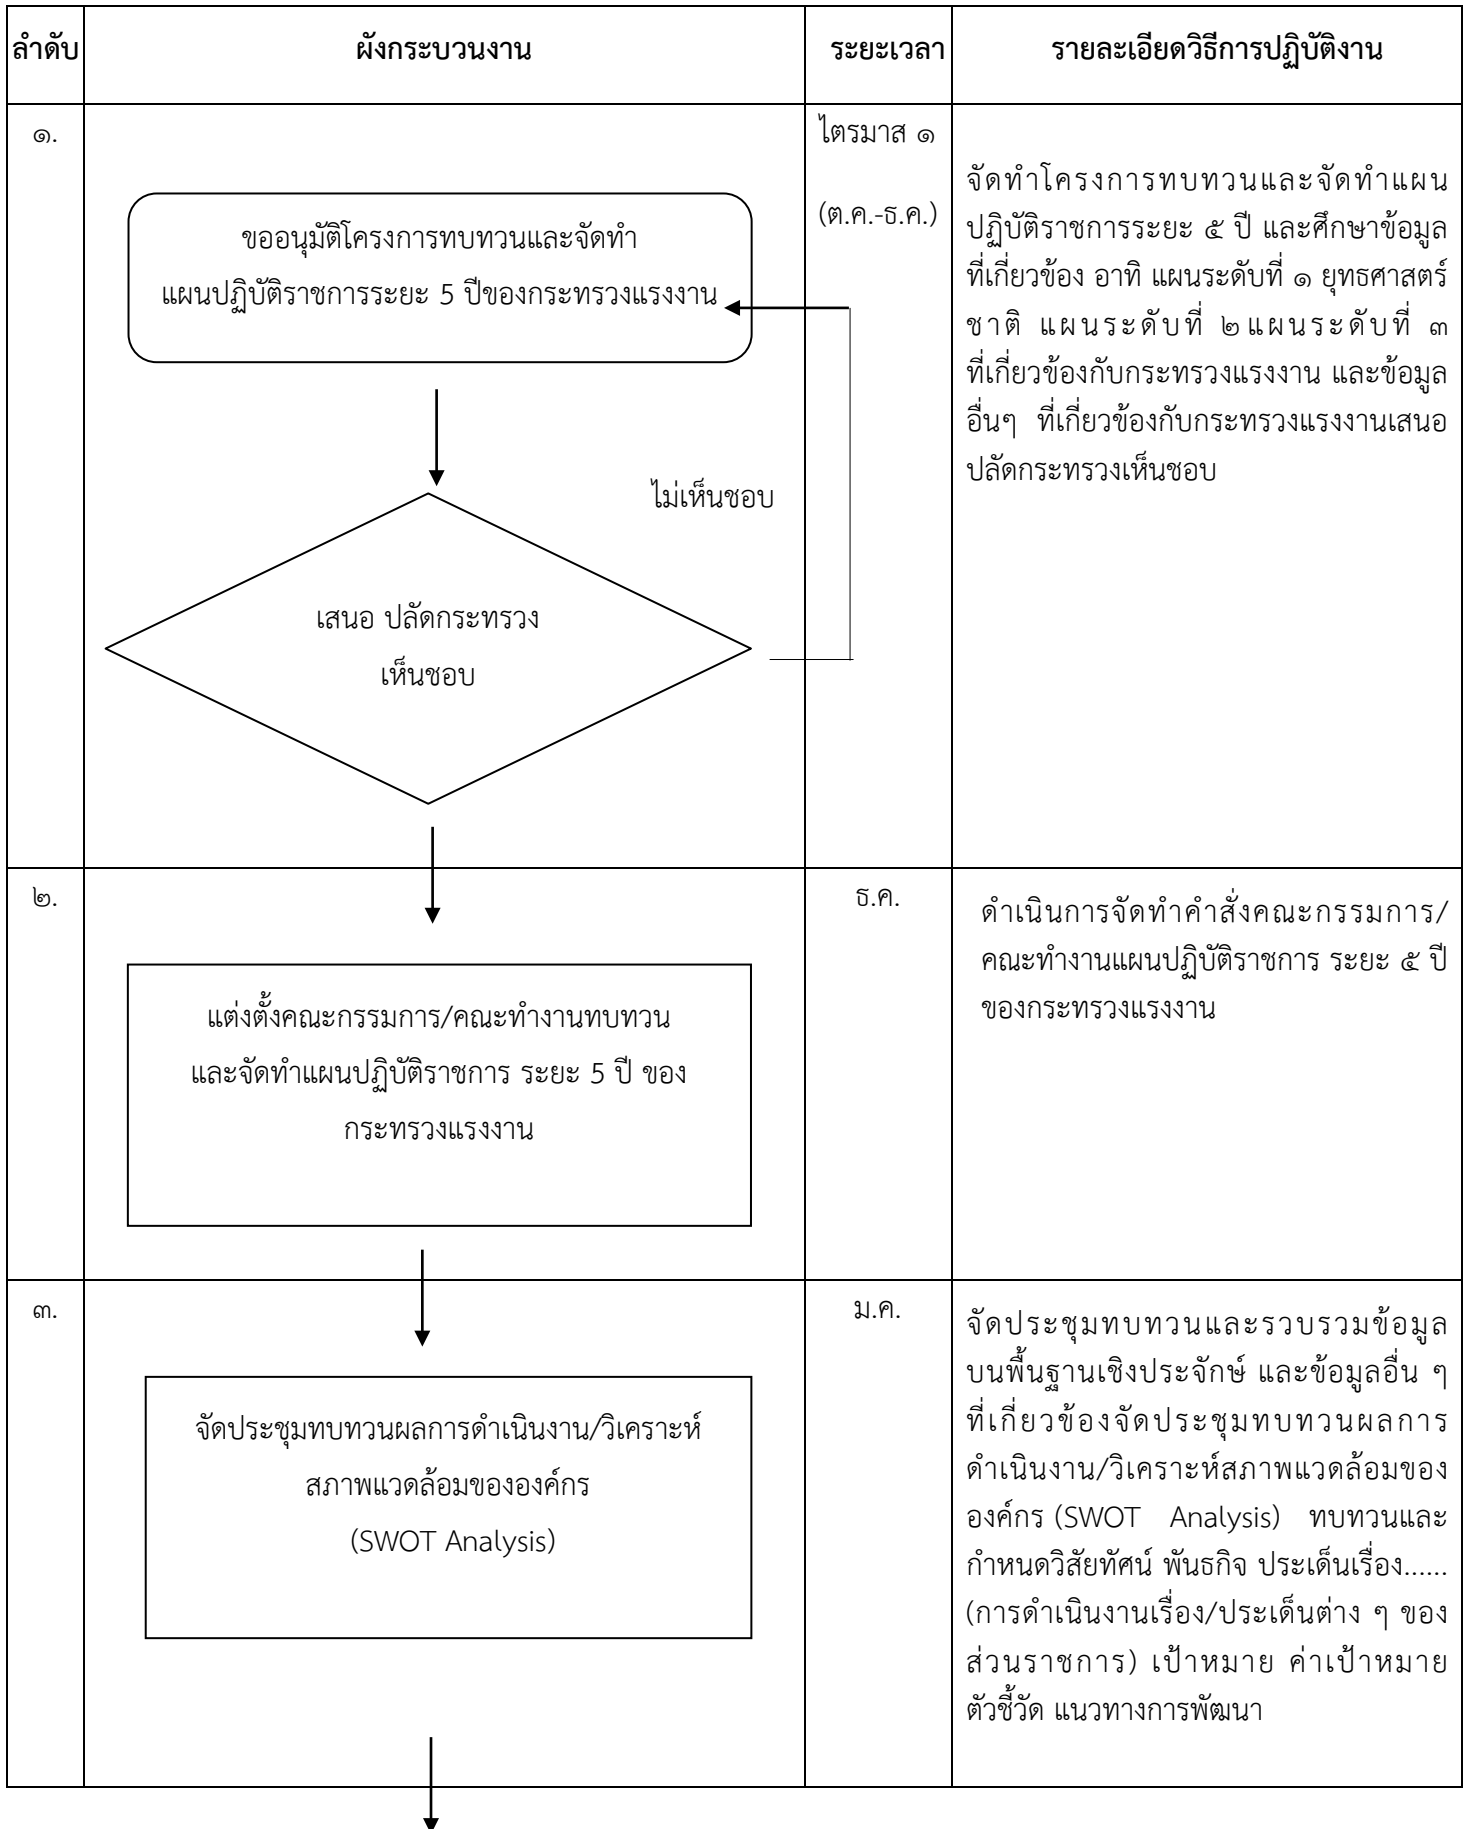 ลำดับ ผังกระบวนงาน ระยะเวลา รายละเอียดวิธีการปฏิบัติงาน
๑.
ขออนุมัติโครงการทบทวนและจัดทำ
แผนปฏิบัติราชการระยะ 5 ปีของกระทรวงแรงงาน
ไม่เห็นชอบ
เสนอ ปลัดกระทรวง
เห็นชอบ
ไตรมาส ๑
(ต.ค.-ธ.ค.)
จัดทำโครงการทบทวนและจัดทำแผน
ปฏิบัติราชการระยะ ๕ ปี และศึกษาข้อมูล
ที่เกี่ยวข้อง อาทิ แผนระดับที่ ๑ ยุทธศาสตร์
ชาติ แผนระดับที่ ๒ แผนระดับที่ ๓
ที่เกี่ยวข้องกับกระทรวงแรงงาน และข้อมูล
อื่นๆ ที่เกี่ยวข้องกับกระทรวงแรงงานเสนอ
ปลัดกระทรวงเห็นชอบ
๒.
แต่งตั้งคณะกรรมการ/คณะทำงานทบทวน
และจัดทำแผนปฏิบัติราชการ ระยะ 5 ปี ของ
กระทรวงแรงงาน
ธ.ค.
ดำเนินการจัดทำคำสั่งคณะกรรมการ/
คณะทำงานแผนปฏิบัติราชการ ระยะ ๕ ปี
ของกระทรวงแรงงาน
๓.
จัดประชุมทบทวนผลการดำเนินงาน/วิเคราะห์
สภาพแวดล้อมขององค์กร
(SWOT Analysis)
ม.ค.
จัดประชุมทบทวนและรวบรวมข้อมูล
บนพื้นฐานเชิงประจักษ์ และข้อมูลอื่น ๆ
ที่เกี่ยวข้องจัดประชุมทบทวนผลการ
ดำเนินงาน/วิเคราะห์สภาพแวดล้อมของ
องค์กร (SWOT Analysis) ทบทวนและ
กำหนดวิสัยทัศน์ พันธกิจ ประเด็นเรื่อง......
(การดำเนินงานเรื่อง/ประเด็นต่าง ๆ ของ
ส่วนราชการ) เป้าหมาย ค่าเป้าหมาย
ตัวชี้วัด แนวทางการพัฒนา